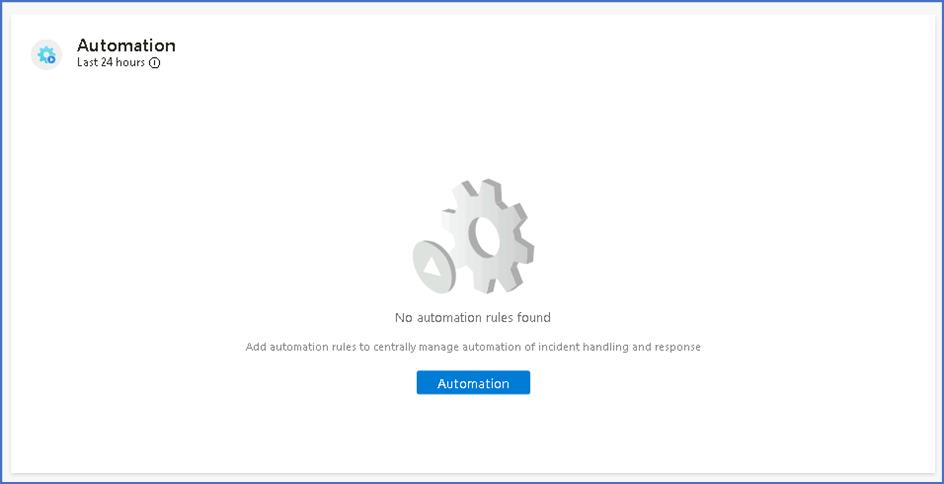 Automation
Last 24 hours
No automation rules found
Add automation rules to centrally manage automation of incident handling and response
Automation